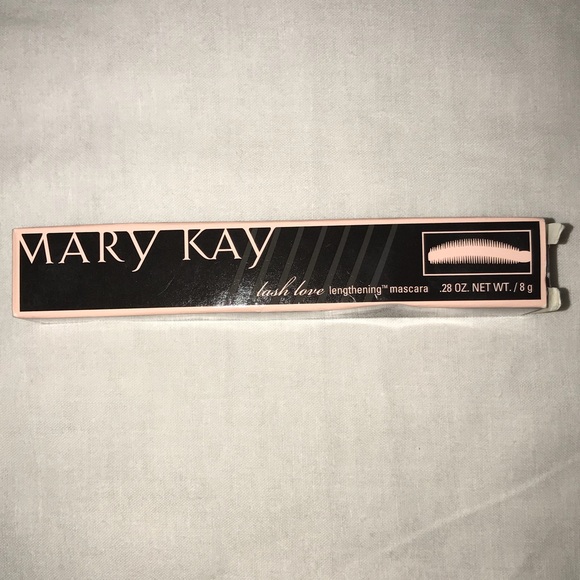 MARY KAY
lash love lengthening™ mascara .28 OZ. NET WT. / 8 g